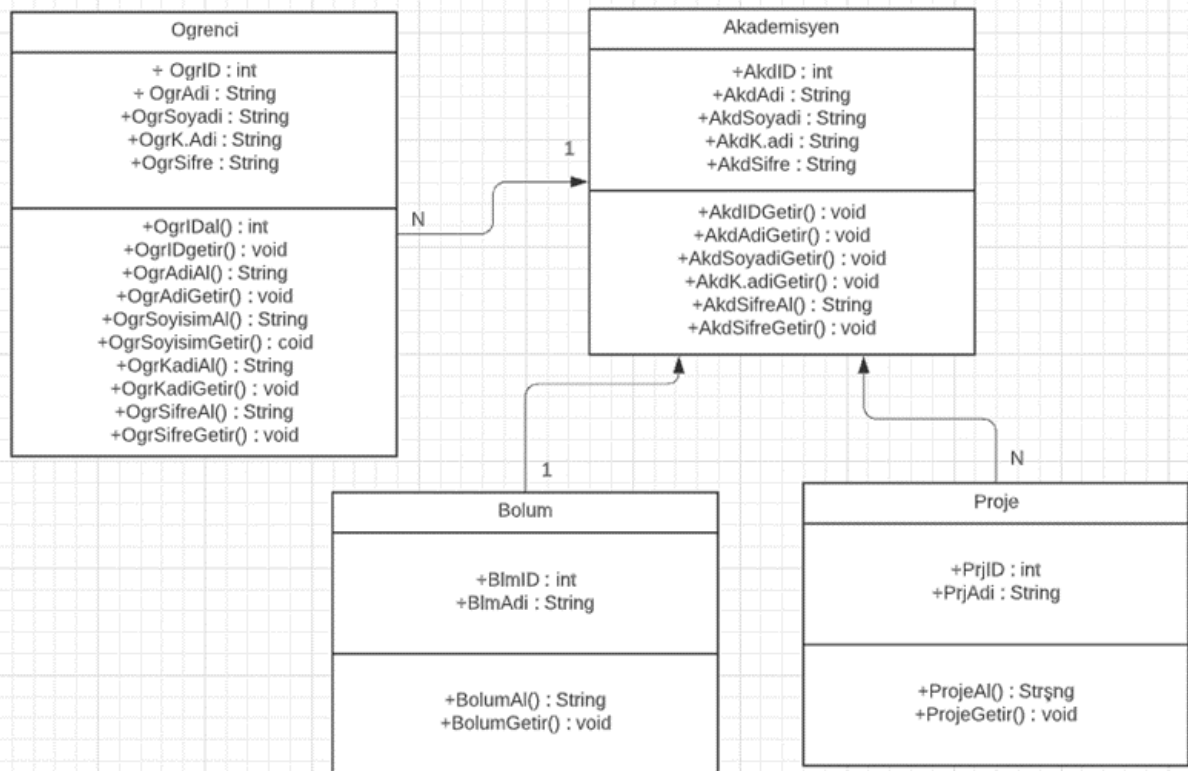 Ogrenci
+ OgrID : int
+ OgrAdi : String
+OgrSoyadi : String
+OgrK.Adi : String
+OgrSifre : String
+OgrIDal() : int
+OgrIDgetir() : void
+OgrAdiAl() : String
+OgrAdiGetir() : void
+OgrSoyisimAl() : String
+OgrSoyisimGetir() : coid
+OgrKadiAl() : String
+OgrKadiGetir() : void
+OgrSifreAl() : String
+OgrSifreGetir() : void
N
1
Akademisyen
+AkdID : int
+AkdAdi : String
+AkdSoyadi : String
+AkdK.adi : String
+AkdSifre : String
+AkdIDGetir() : void
+AkdAdiGetir() : void
+AkdSoyadiGetir() : void
+AkdK.adiGetir() : void
+AkdSifreAl() : String
+AkdSifreGetir() : void
1
Bolum
+BlmID : int
+BlmAdi : String
+BolumAl() : String
+BolumGetir() : void
N
Proje
+PrjID : int
+PrjAdi : String
+ProjeAl() : Strşng
+ProjeGetir() : void